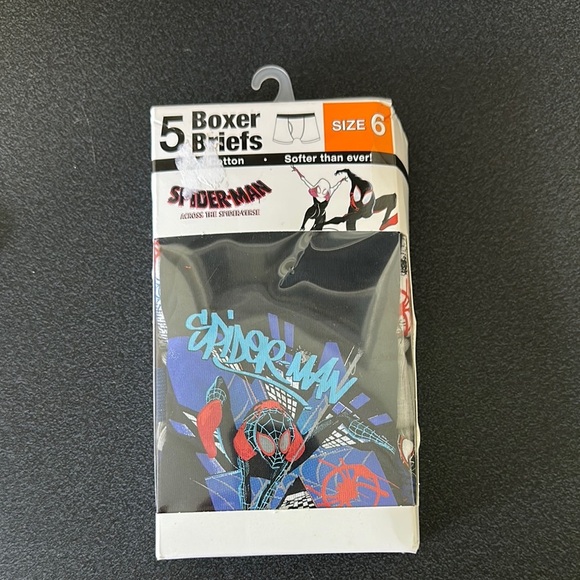 5 Boxer Briefs
SIZE 6
• Softer than ever!
SPIDER-MAN
ACROSS THE SPIDER-VERSE
SPIDER MAN